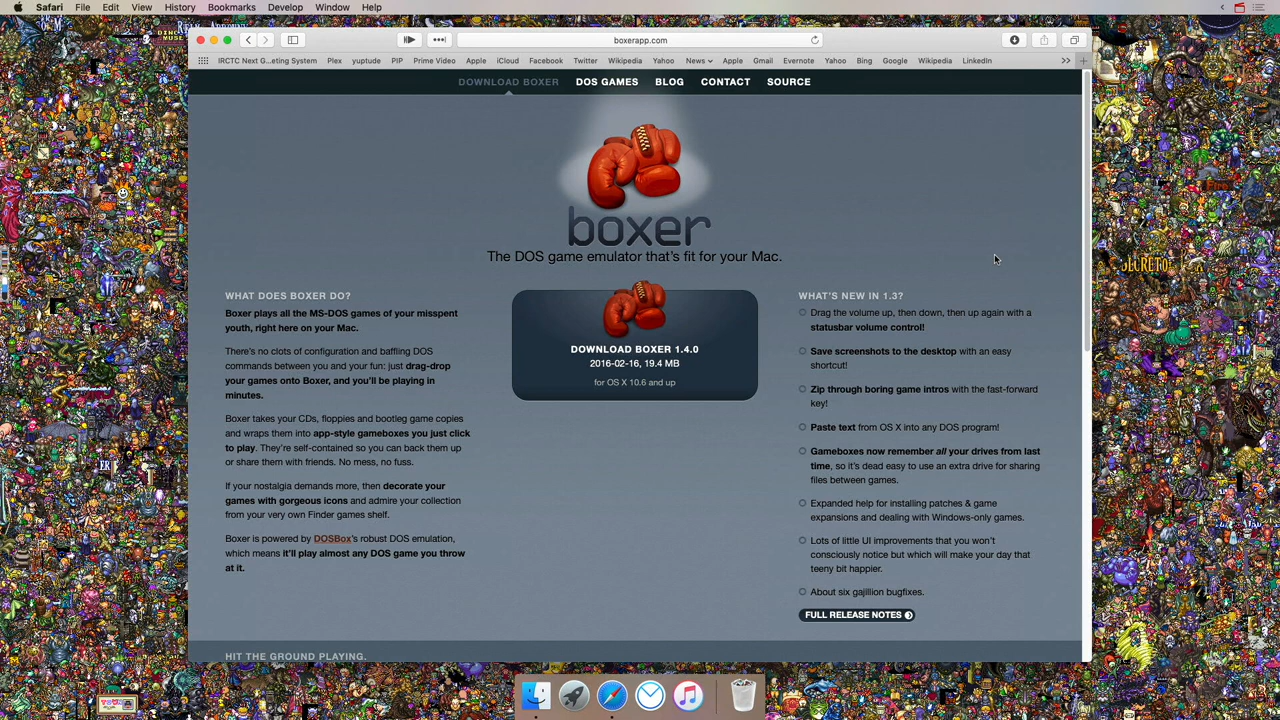 Safari File Edit View History Bookmarks Develop Window Help
boxerapp.com
IRCTC Next G...eting System Plex yuptude PIP Prime Video Apple iCloud Facebook Twitter Wikipedia Yahoo News Apple Gmail Evernote Yahoo Bing Google Wikipedia LinkedIn
DOWNLOAD BOXER DOS GAMES BLOG CONTACT SOURCE
boxer
The DOS game emulator that's fit for your Mac.
WHAT DOES BOXER DO?
Boxer plays all the MS-DOS games of your misspent
youth, right here on your Mac.
There's no clots of configuration and baffling DOS
commands between you and your fun: just drag-drop
your games onto Boxer, and you'll be playing in
minutes.
Boxer takes your CDs, floppies and bootleg game copies
and wraps them into app-style gameboxes you just click
to play. They're self-contained so you can back them up
or share them with friends. No mess, no fuss.
If your nostalgia demands more, then decorate your
games with gorgeous icons and admire your collection
from your very own Finder games shelf.
Boxer is powered by DOSBox's robust DOS emulation,
which means it'll play almost any DOS game you throw
at it.
DOWNLOAD BOXER 1.4.0
2016-02-16, 19.4 MB
for OS X 10.6 and up
WHAT'S NEW IN 1.3?
Drag the volume up, then down, then up again with a
statusbar volume control!
Save screenshots to the desktop with an easy
shortcut!
Zip through boring game intros with the fast-forward
key!
Paste text from OS X into any DOS program!
Gameboxes now remember all your drives from last
time, so it's dead easy to use an extra drive for sharing
files between games.
Expanded help for installing patches & game
expansions and dealing with Windows-only games.
Lots of little UI improvements that you won't
consciously notice but which will make your day that
teeny bit happier.
About six gajillion bugfixes.
FULL RELEASE NOTES
HIT THE GROUND PLAYING.